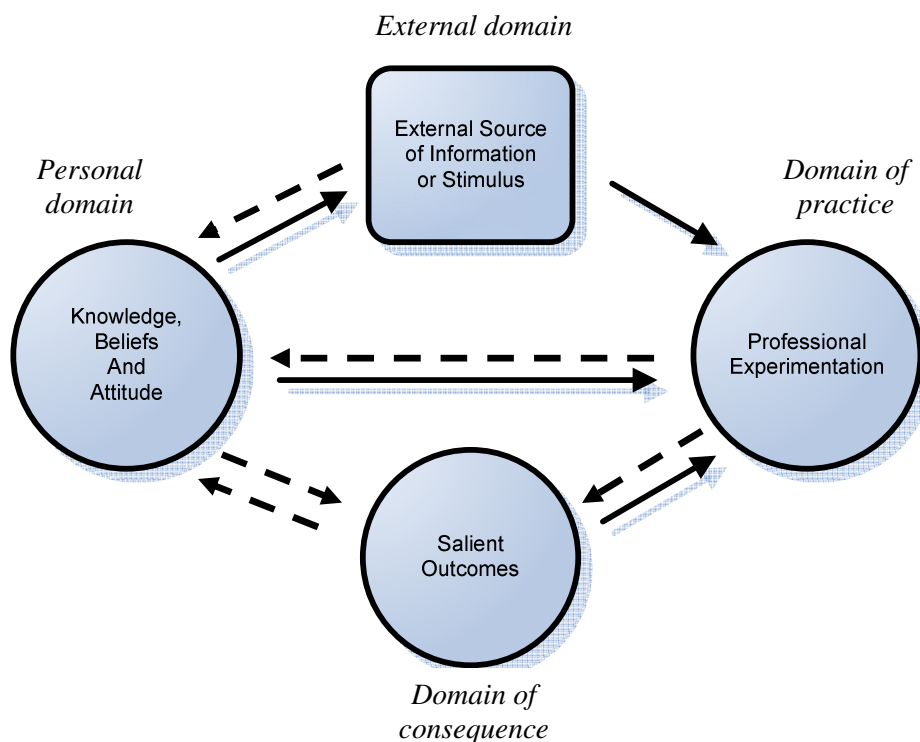 External domain
External Source
of Information
or Stimulus
Personal
domain
Domain of
practice
Knowledge,
Beliefs
And
Attitude
Professional
Experimentation
Salient
Outcomes
Domain of
consequence